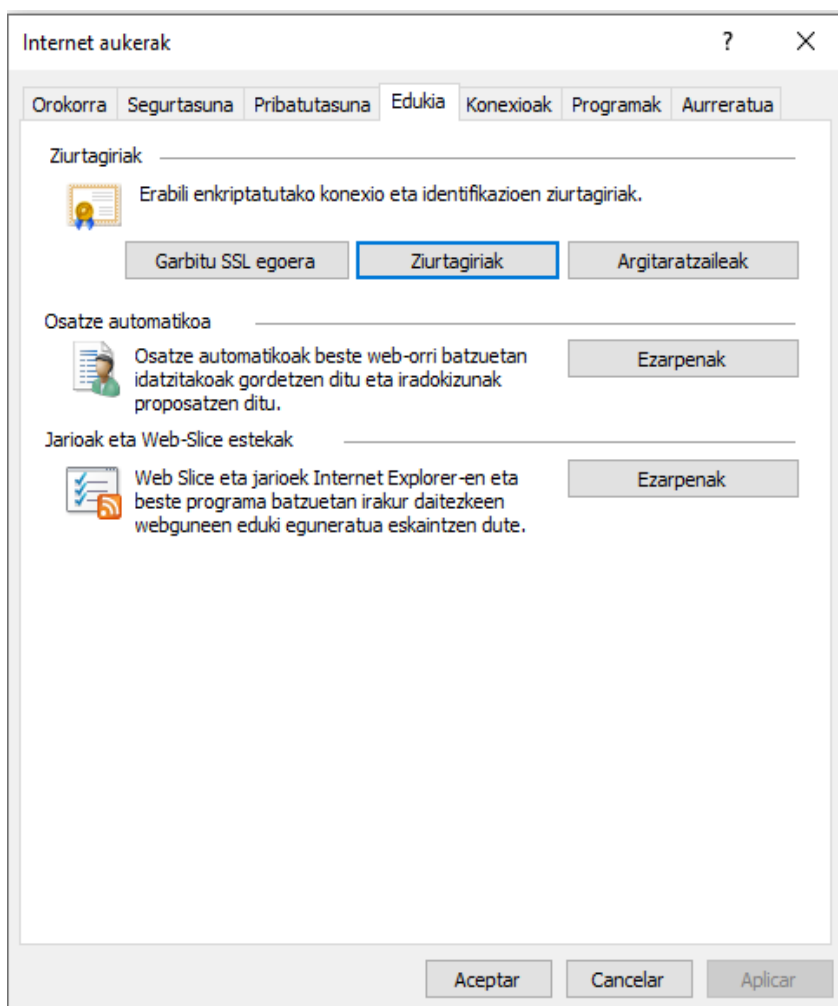 Internet aukerak ? ×
Orokorra Segurtasuna Pribatutasuna Edukia Konexioak Programak Aurreratua
Ziurtagiriak
Erabili enkriptatutako konexio eta identifikazioen ziurtagiriak.
Garbitu SSL egoera Ziurtagiriak Argitaratzaileak
Osatze automatikoa
Osatze automatikoak beste web-orri batzuetan
idatzitakoak gordetzen ditu eta iradokizunak
proposatzen ditu.
Ezarpenak
Jarioak eta Web-Slice estekak
Web Slice eta jarioek Internet Explorer-en eta
beste programa batzuetan irakur daitezkeen
webguneen eduki eguneratua eskaintzen dute.
Ezarpenak
Aceptar Cancelar Aplicar